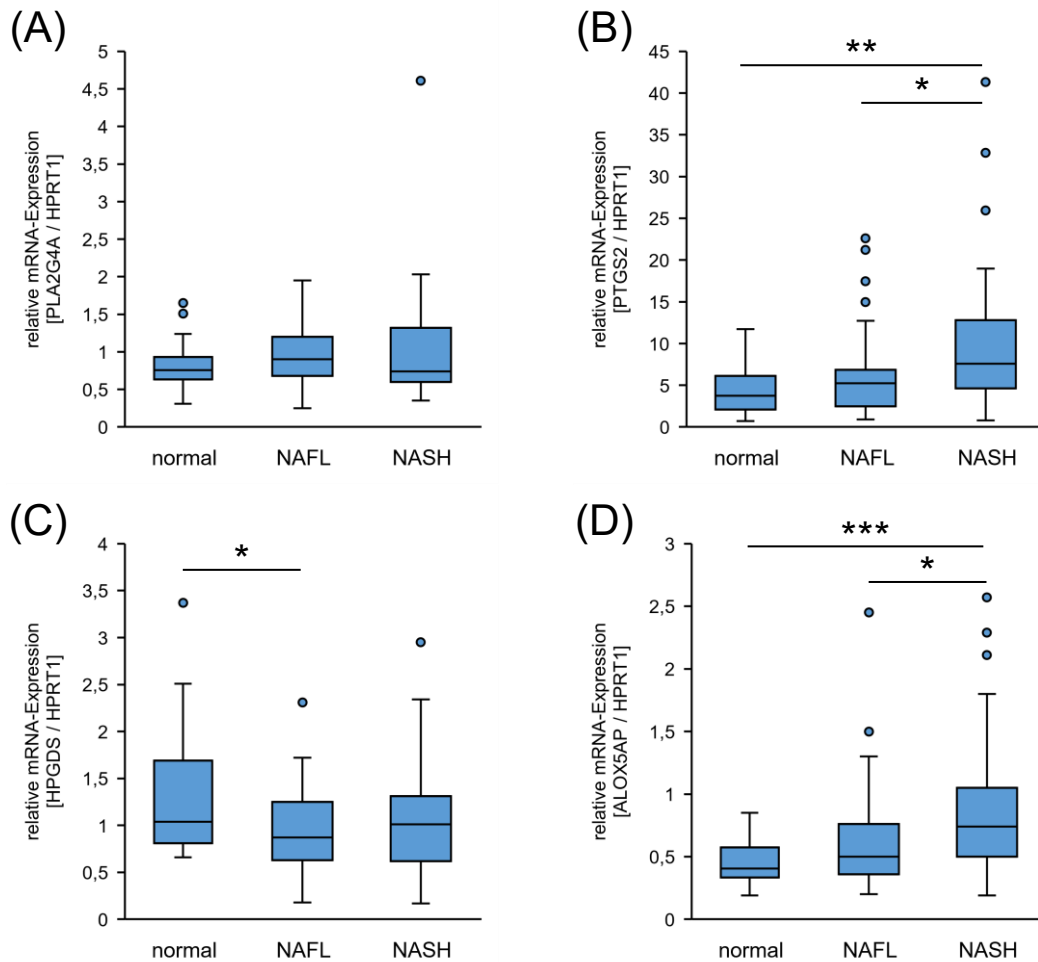 (A)
relative mRNA-Expression
[PLA2G4A / HPRT1]
5
4,5
4
3,5
3
2,5
2
1,5
1
0,5
0
normal NAFL NASH
(B)
relative mRNA-Expression
[PTGS2 / HPRT1]
45
40
35
30
25
20
15
10
5
0
**
*
normal NAFL NASH
(C)
relative mRNA-Expression
[HPGDS / HPRT1]
4
3,5
3
2,5
2
1,5
1
0,5
0
*
normal NAFL NASH
(D)
relative mRNA-Expression
[ALOX5AP / HPRT1]
3
2,5
2
1,5
1
0,5
0
***
*
normal NAFL NASH